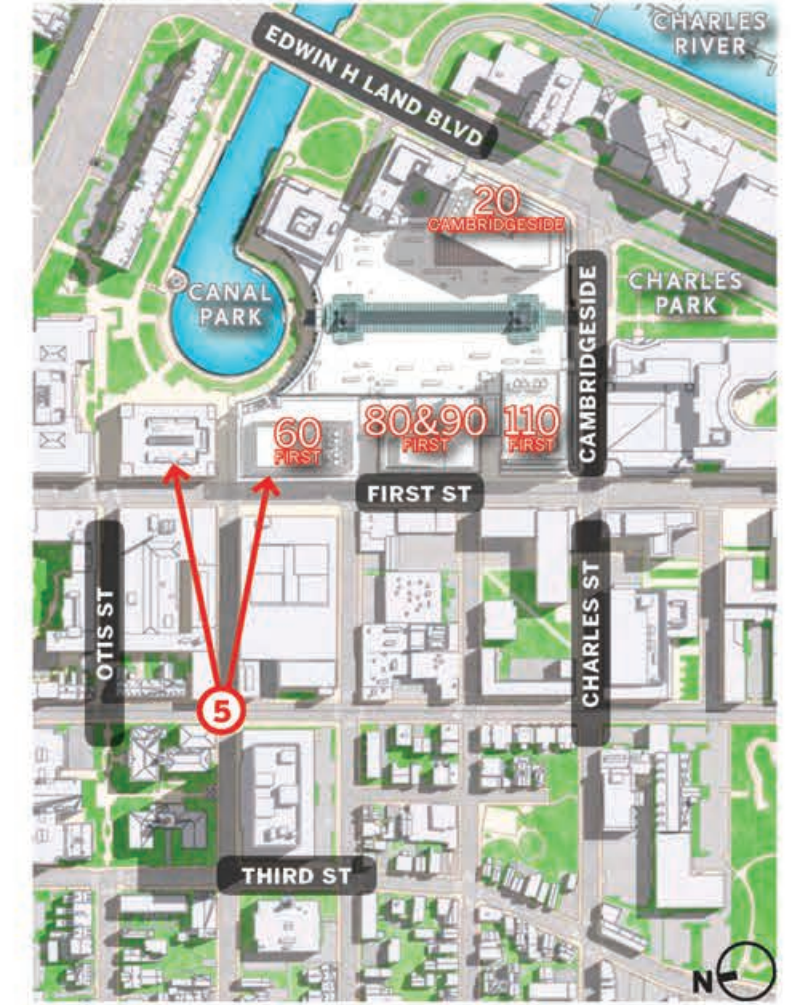 CHARLES
RIVER
EDWIN H LAND BLVD
20
CAMBRIDGESIDE
CANAL
PARK
CHARLES
PARK
CAMBRIDGESIDE
60
FIRST
80&90
FIRST
110
FIRST
FIRST ST
OTIS ST
CHARLES ST
5
THIRD ST
N